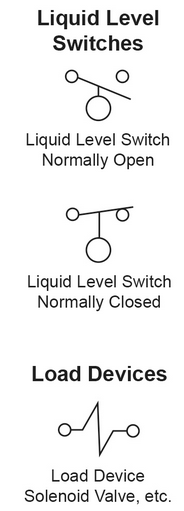 Liquid Level
Switches
Liquid Level Switch
Normally Open
Liquid Level Switch
Normally Closed
Load Devices
Load Device
Solenoid Valve, etc.